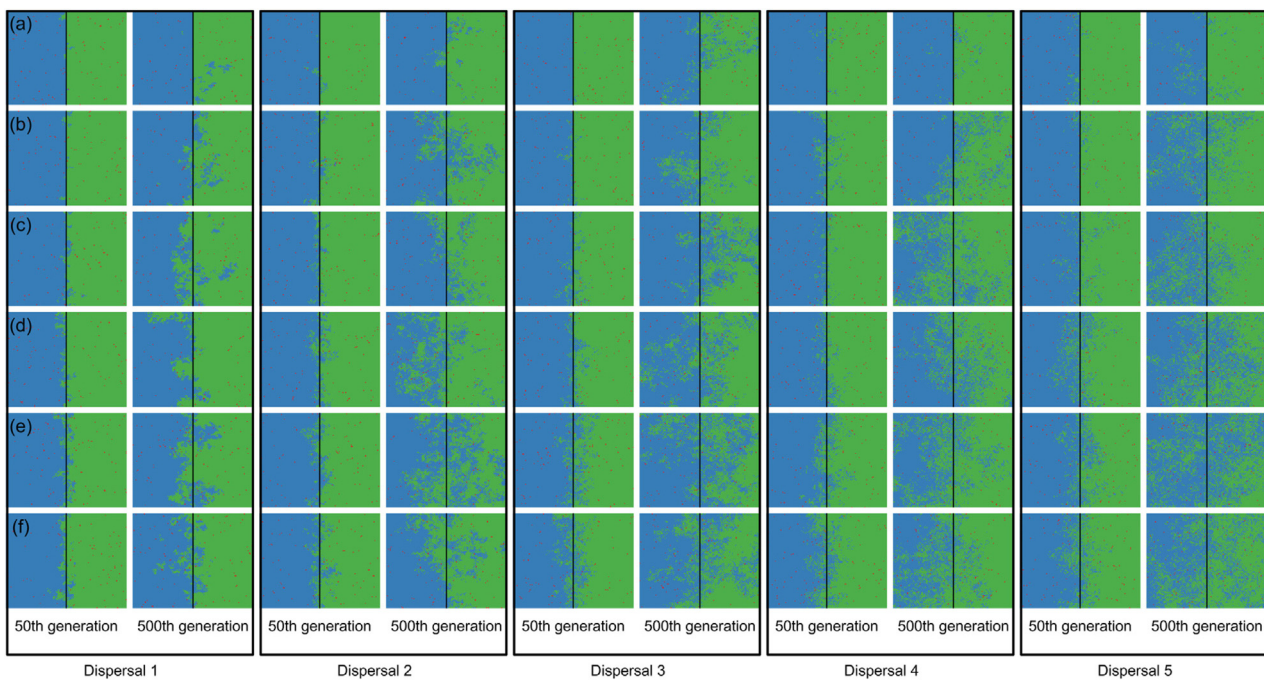 (a)
(b)
(c)
(d)
(e)
(f)
50th generation 500th generation 50th generation 500th generation 50th generation 500th generation 50th generation 500th generation 50th generation 500th generation
Dispersal 1 Dispersal 2 Dispersal 3 Dispersal 4 Dispersal 5